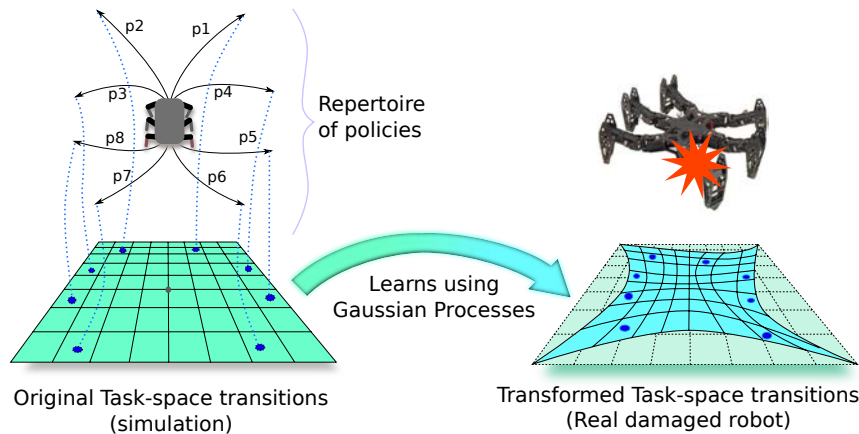 p2
p1
p3
p4
p8
p5
p7
p6
Repertoire
of policies
Learns using
Gaussian Processes
Original Task-space transitions
(simulation)
Transformed Task-space transitions
(Real damaged robot)